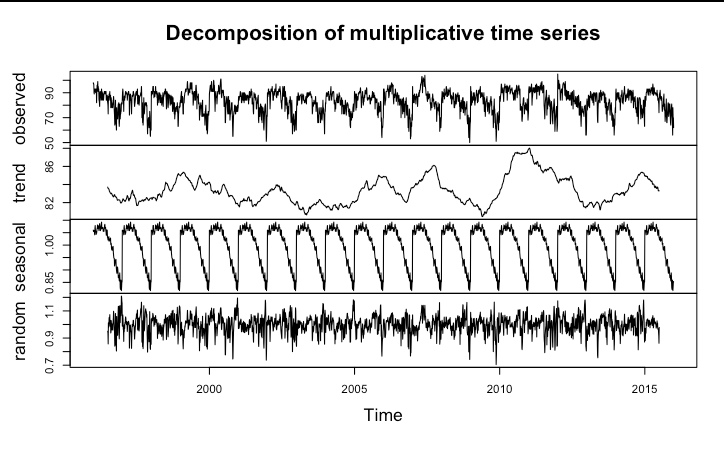 Decomposition of multiplicative time series
observed
50 70 90
trend
82 86
seasonal
0.85 1.00
random
0.7 0.9 1.1
2000 2005 2010 2015
Time